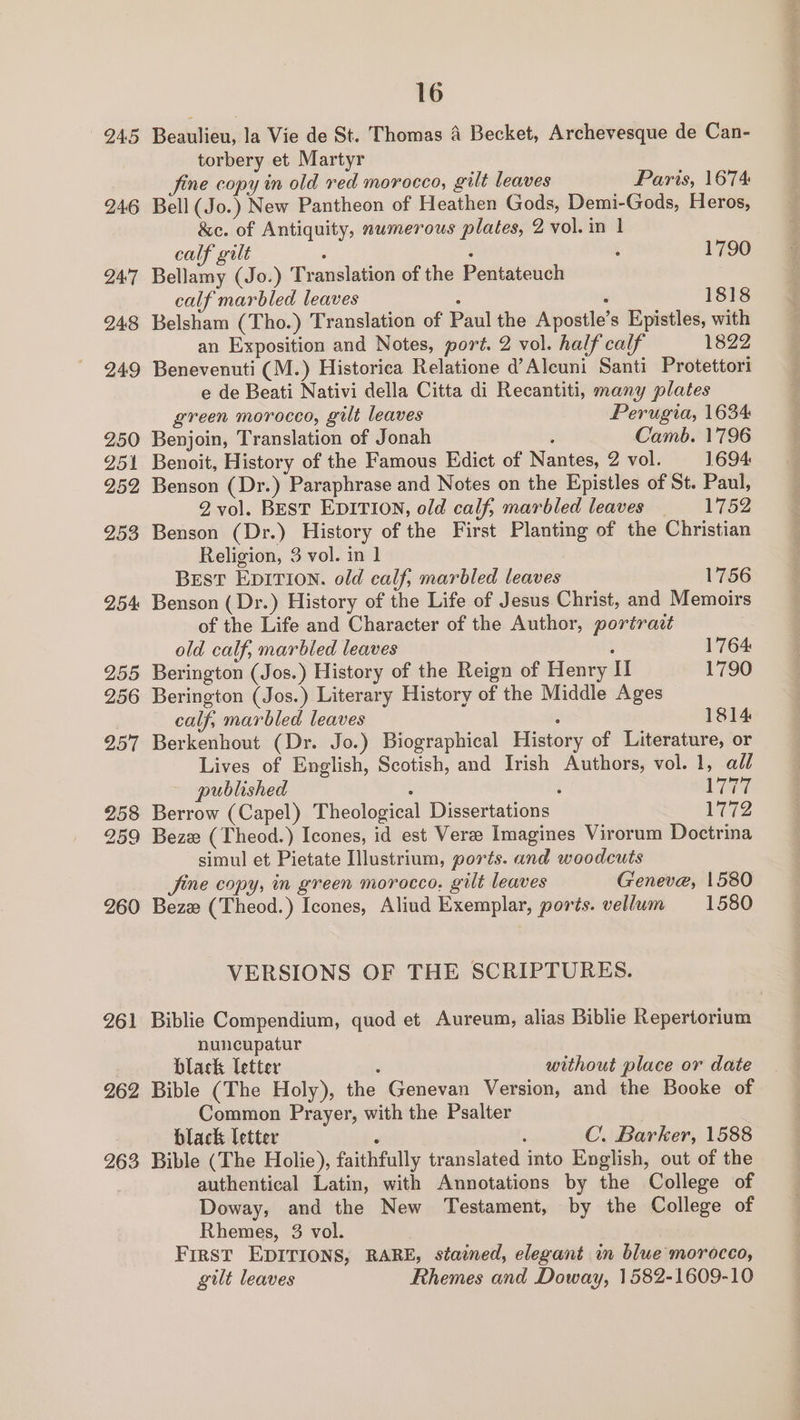 16
245 Beaulieu, la Vie de St. Thomas à Becket, Archevesque de Can-
torbery et Martyr
fine copy in old red morocco, gilt leaves Paris, 1674
246 Bell (Jo.) New Pantheon of Heathen Gods, Demi-Gods, Heros,
&c. of Antiquity, numerous plates, 2 vol. in 1
calf gilt . . . 1790
247 Bellamy (Jo.) Translation of the Pentateuch
calf marbled leaves . . 1818
248 Belsham (Tho.) Translation of Paul the Apostle's Epistles, with
an Exposition and Notes, port. 2 vol. half calf 1822
249 Benevenuti (M.) Historica Relatione d'Alcuni Santi Protettori
e de Beati Nativi della Citta di Recantiti, many plates
green morocco, gilt leaves Perugia, 1634
250 Benjoin, Translation of Jonah . Camb. 1796
251 Benoit, History of the Famous Edict of Nantes, 2 vol. 1694
252 Benson (Dr.) Paraphrase and Notes on the Epistles of St. Paul,
2 vol. BEST EDITION, old calf, marbled leaves 1752
253 Benson (Dr.) History of the First Planting of the Christian
Religion, 3 vol. in 1
BEST EDITION. old calf, marbled leaves 1756
254 Benson (Dr.) History of the Life of Jesus Christ, and Memoirs
of the Life and Character of the Author, portrait
old calf, marbled leaves . 1764
255 Berington (Jos.) History of the Reign of Henry II 1790
256 Berington (Jos.) Literary History of the Middle Ages
calf, marbled leaves . 1814
257 Berkenhout (Dr. Jo.) Biographical History of Literature, or
Lives of English, Scotish, and Irish Authors, vol. 1, all
published . . 1777
258 Berrow (Capel) Theological Dissertations 1772
259 Bezæ (Theod.) Icones, id est Veræ Imagines Virorum Doctrina
simul et Pietate Illustrium, ports. and woodcuts
fine copy, in green morocco. gilt leaves Genevæ, 1580
260 Bezæ (Theod.) Icones, Aliud Exemplar, ports. vellum 1580
VERSIONS OF THE SCRIPTURES.
261 Biblie Compendium, quod et Aureum, alias Biblie Repertorium
nuncupatur
black letter . without place or date
262 Bible (The Holy), the Genevan Version, and the Booke of
Common Prayer, with the Psalter
black letter . . C. Barker, 1588
263 Bible (The Holie), faithfully translated into English, out of the
authentical Latin, with Annotations by the College of
Doway, and the New Testament, by the College of
Rhemes, 3 vol.
FIRST EDITIONS, RARE, stained, elegant in blue morocco,
gilt leaves Rhemes and Doway, 1582-1609-10